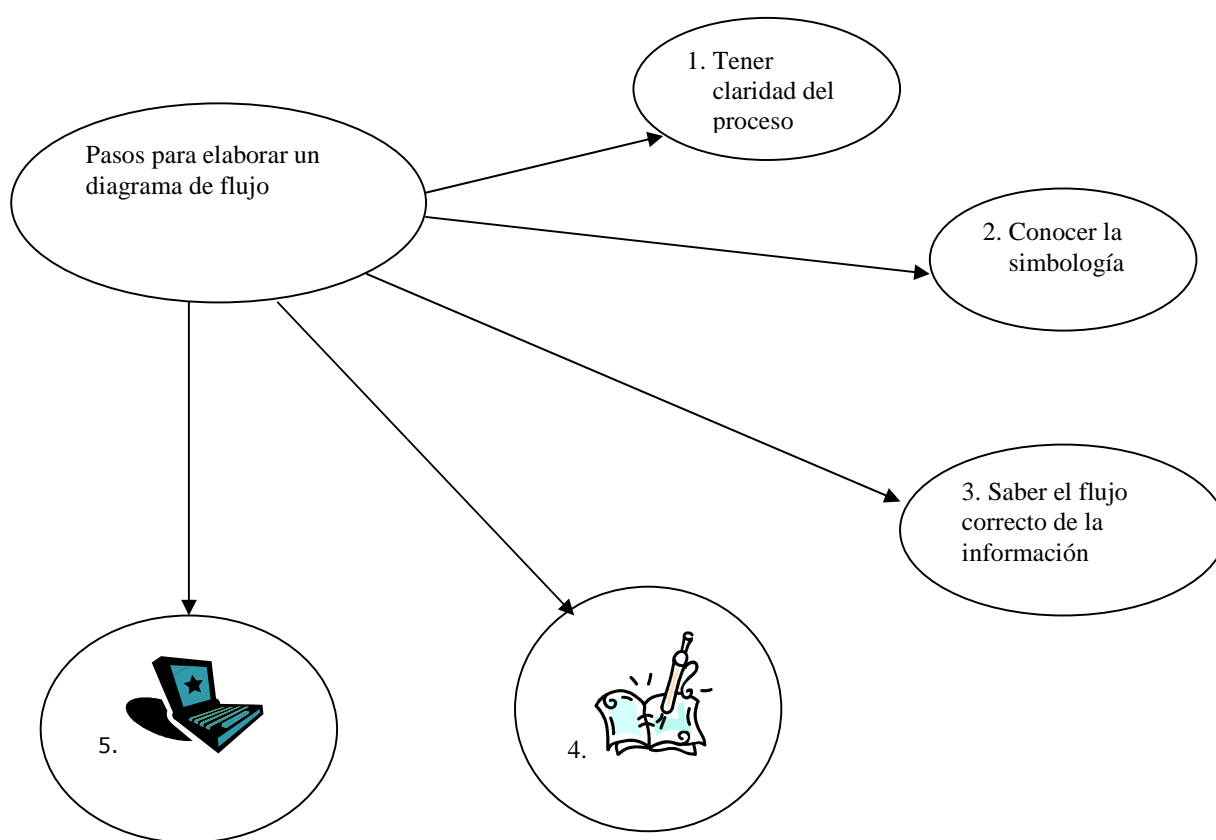 Pasos para elaborar un
diagrama de flujo
1. Tener
claridad del
proceso
2. Conocer la
simbología
3. Saber el flujo
correcto de la
información
4.
5.